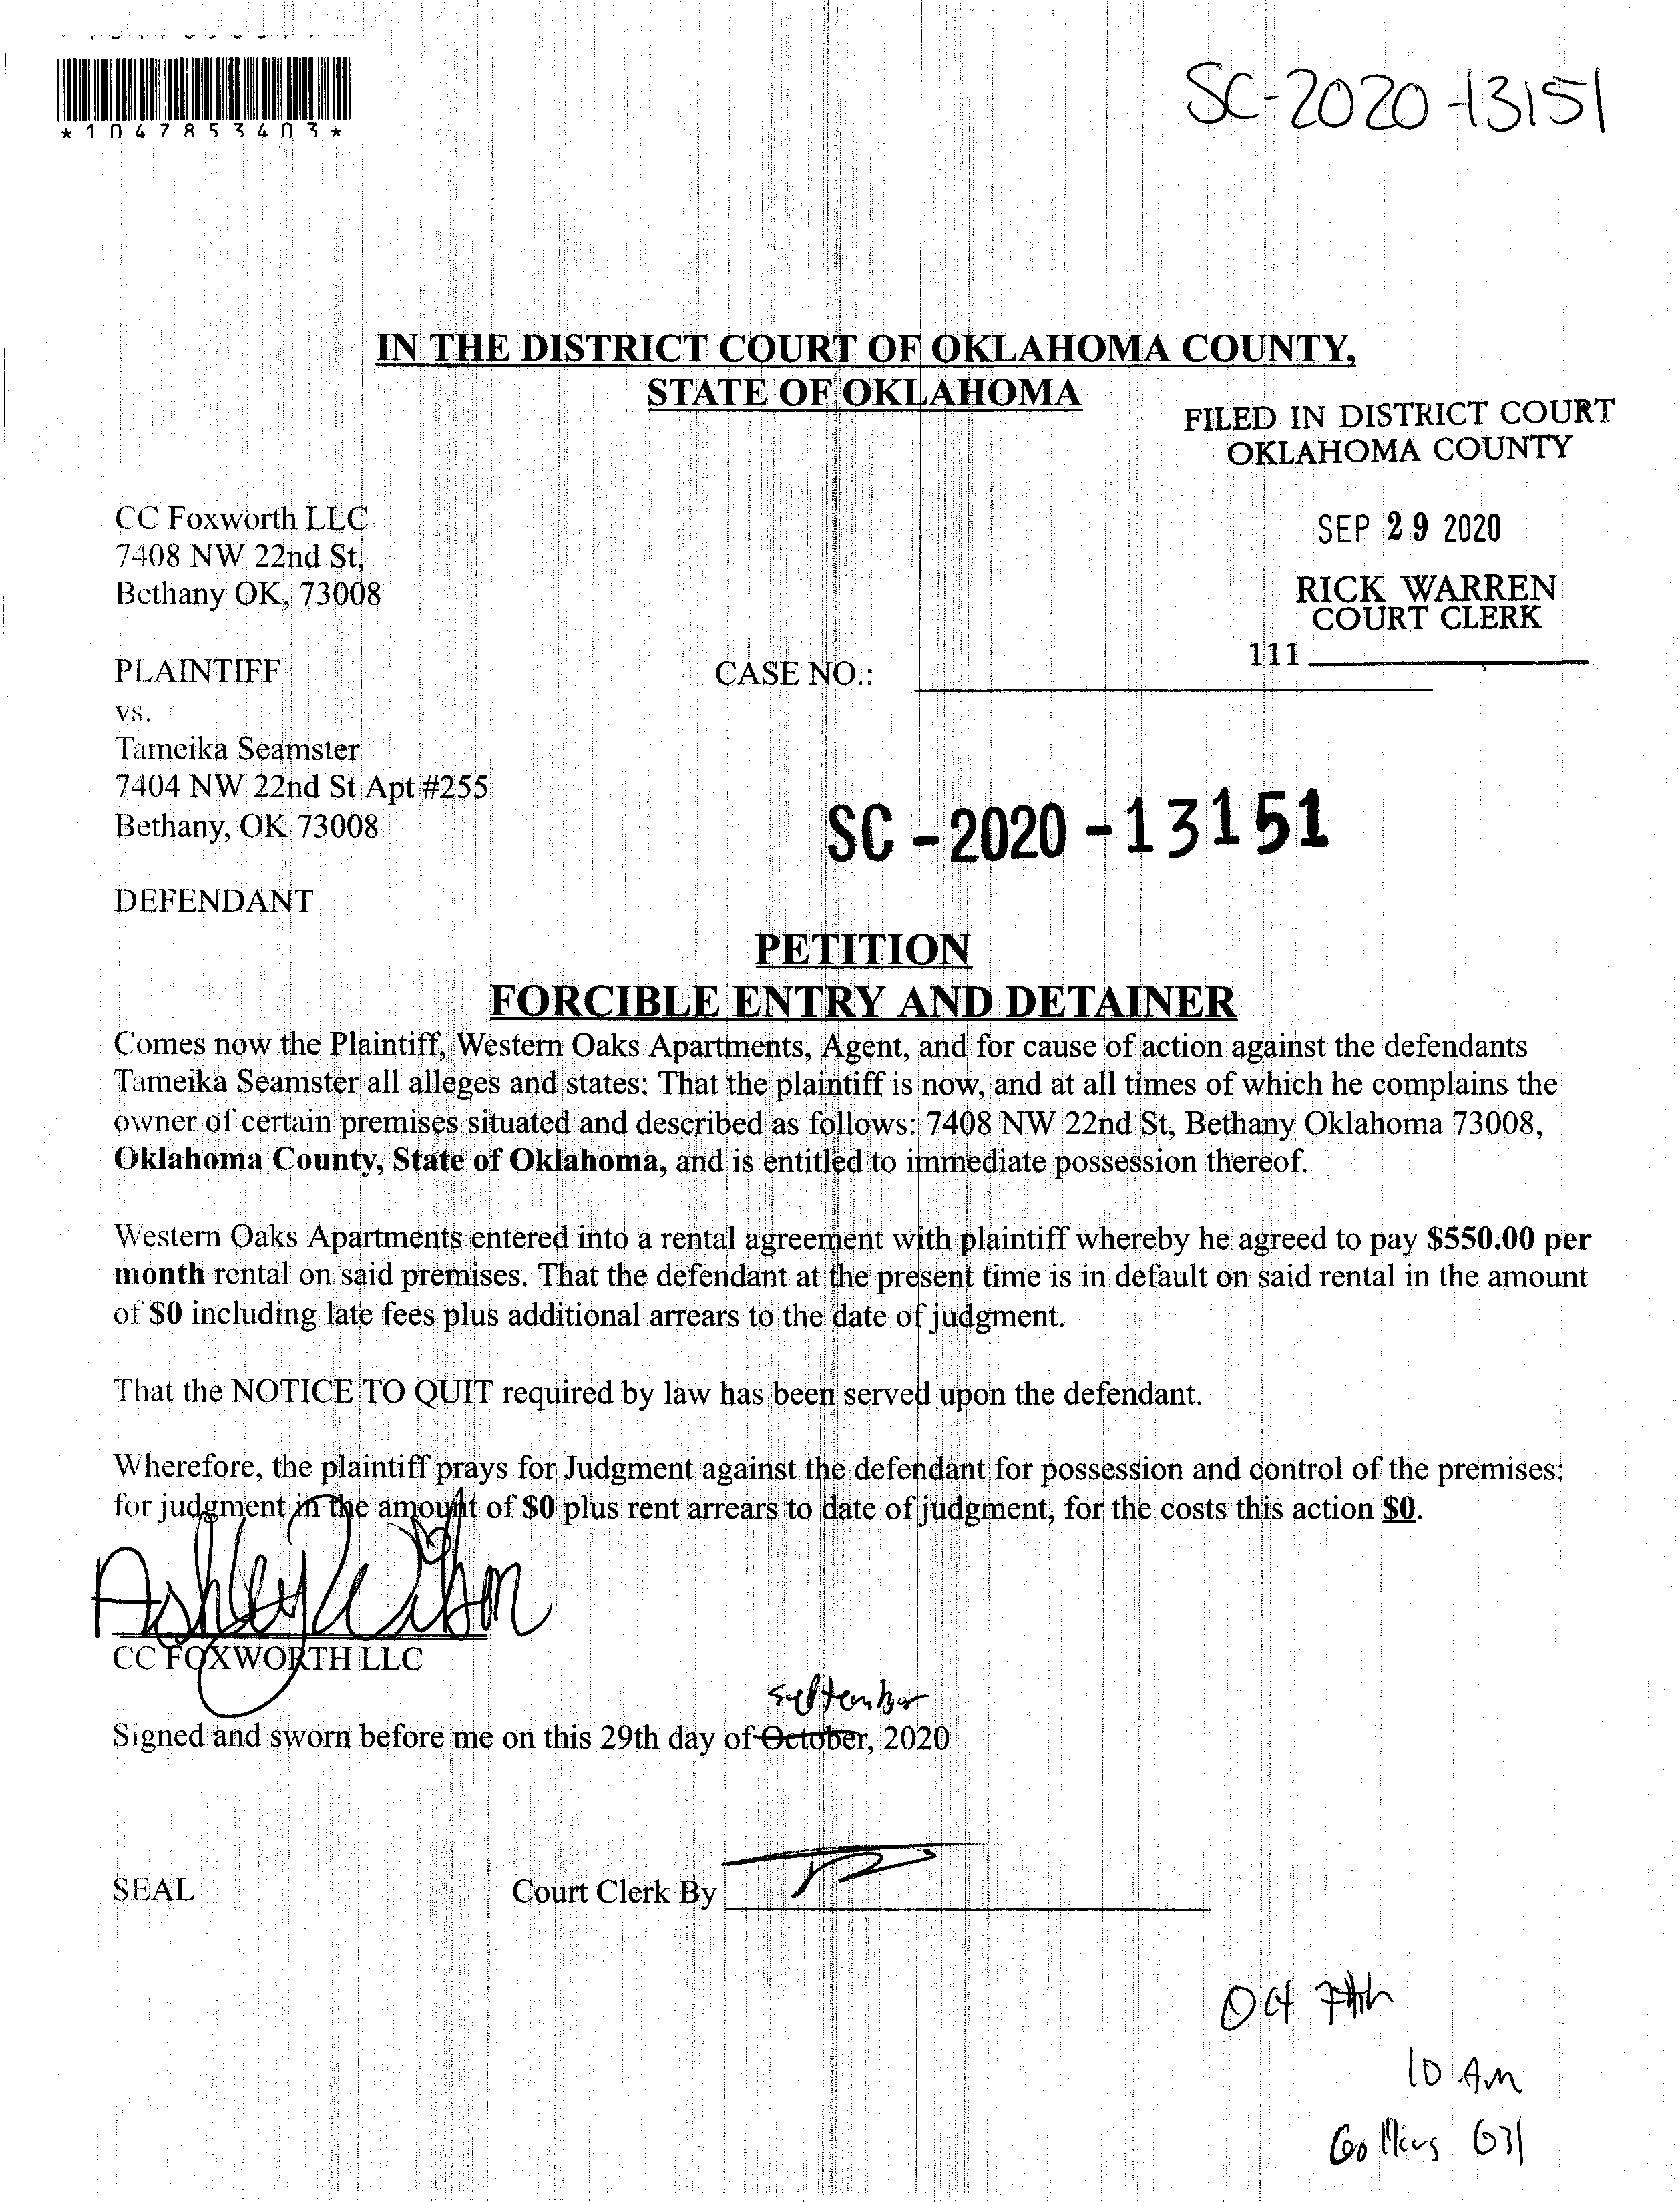 *1047853403*
SC-2020-13151
IN THE DISTRICT COURT OF OKLAHOMA COUNTY,
STATE OF OKLAHOMA
FILED IN DISTRICT COURT
OKLAHOMA COUNTY
SEP 29 2020
RICK WARREN
COURT CLERK
111
CC Foxworth LLC
7408 NW 22nd St,
Bethany OK, 73008
PLAINTIFF
CASE NO.:
vs.
Tameika Seamster
7404 NW 22nd St Apt #255
Bethany, OK 73008
SC - 2020 - 13151
DEFENDANT
PETITION
FORCIBLE ENTRY AND DETAINER
Comes now the Plaintiff, Western Oaks Apartments, Agent, and for cause of action against the defendants
Tameika Seamster all alleges and states: That the plaintiff is now, and at all times of which he complains the
owner of certain premises situated and described as follows: 7408 NW 22nd St, Bethany Oklahoma 73008,
Oklahoma County, State of Oklahoma, and is entitled to immediate possession thereof.
Western Oaks Apartments entered into a rental agreement with plaintiff whereby he agreed to pay $550.00 per
month rental on said premises. That the defendant at the present time is in default on said rental in the amount
of $0 including late fees plus additional arrears to the date of judgment.
That the NOTICE TO QUIT required by law has been served upon the defendant.
Wherefore, the plaintiff prays for Judgment against the defendant for possession and control of the premises:
for judgment in the amount of $0 plus rent arrears to date of judgment, for the costs this action $0.
Ashley Wilson
CC FOXWORTH LLC
September
Signed and sworn before me on this 29th day of October, 2020
SEAL
Court Clerk By
Oct 7th
10 AM
Collins 631